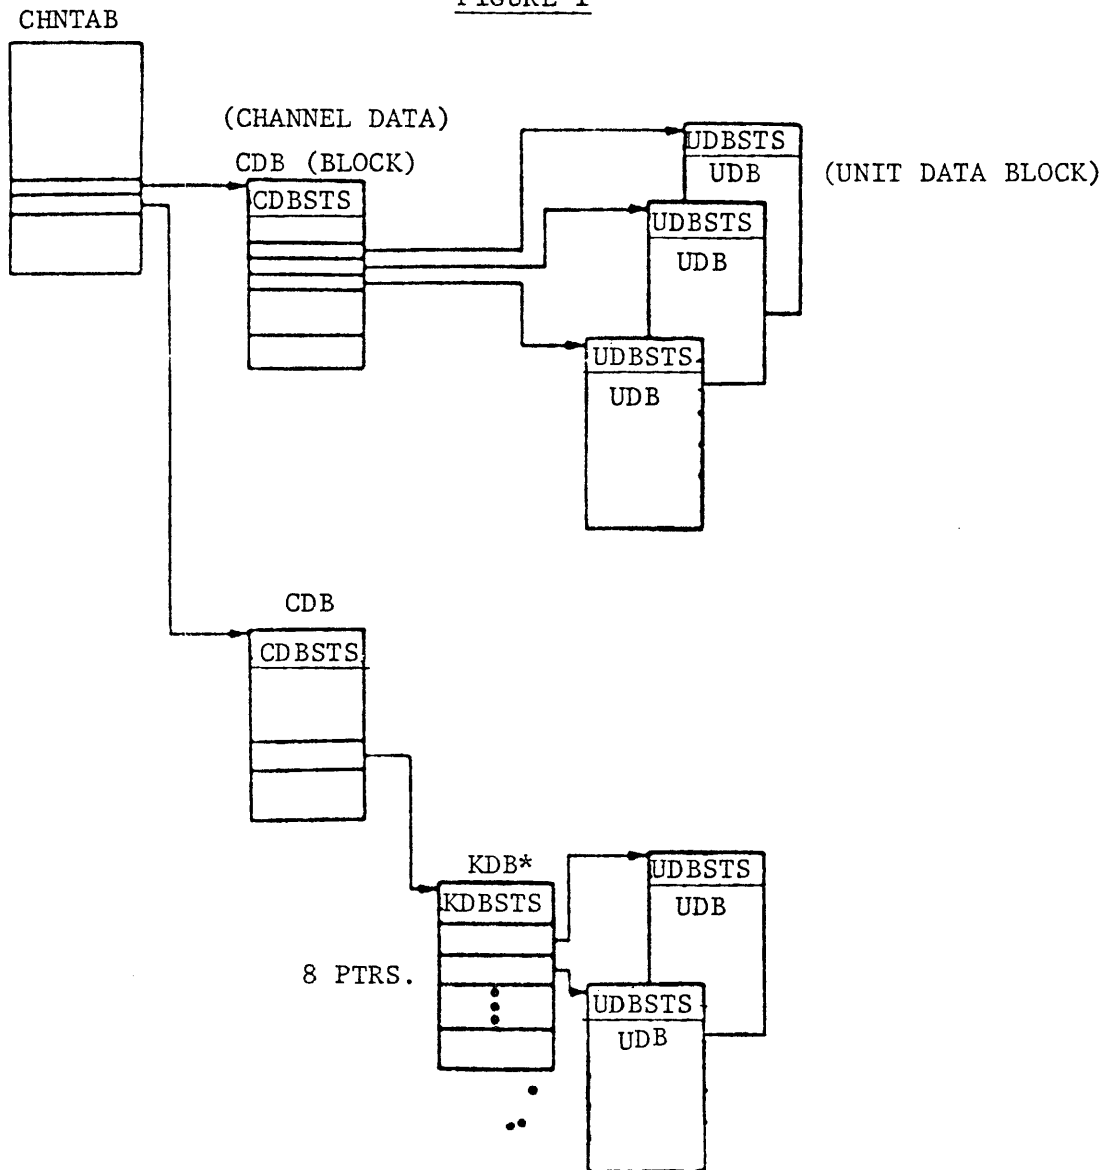 FIGURE 1
CHNTAB
(CHANNEL DATA)
CDB (BLOCK)
CDBSTS
UDBSTS
UDB
(UNIT DATA BLOCK)
UDBSTS
UDB
UDBSTS
UDB
CDB
CDBSTS
KDB*
KDBSTS
8 PTRS.
UDBSTS
UDB
UDBSTS
UDB